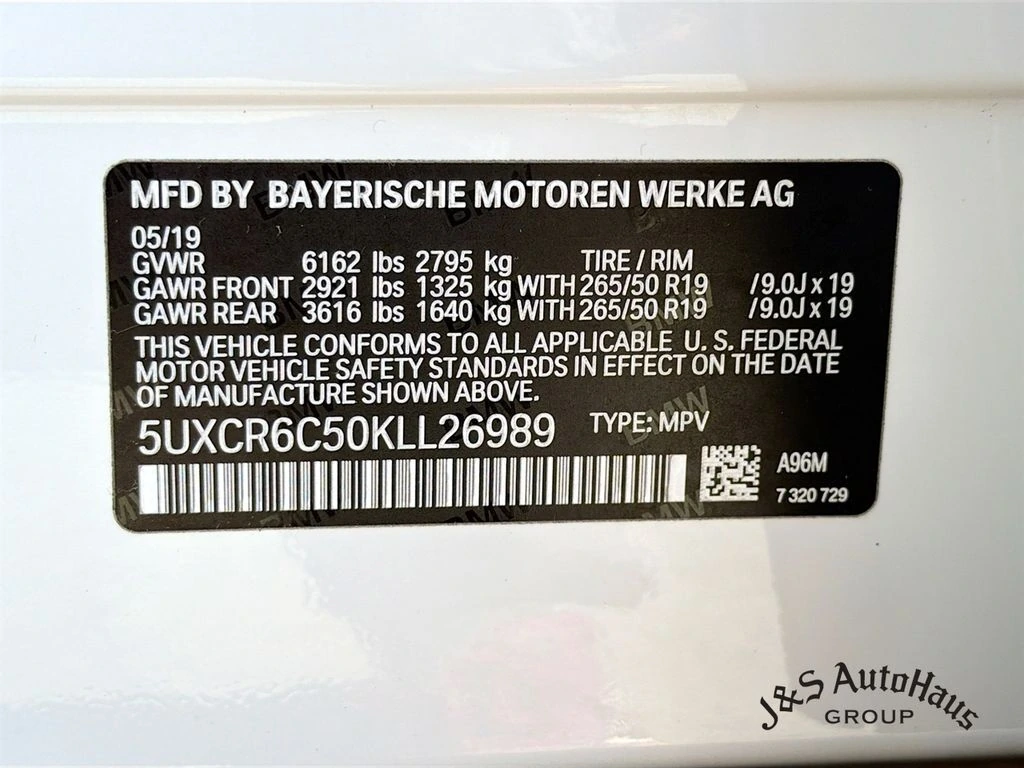 MFD BY BAYERISCHE MOTOREN WERKE AG
05/19
GVWR 6162 lbs 2795 kg TIRE / RIM
GAWR FRONT 2921 lbs 1325 kg WITH 265/50 R19 /9.0J x 19
GAWR REAR 3616 lbs 1640 kg WITH 265/50 R19 /9.0J x 19
THIS VEHICLE CONFORMS TO ALL APPLICABLE U. S. FEDERAL
MOTOR VEHICLE SAFETY STANDARDS IN EFFECT ON THE DATE
OF MANUFACTURE SHOWN ABOVE.
5UXCR6C50KLL26989 TYPE: MPV
A96M
7 320 729
J&S AutoHaus
GROUP